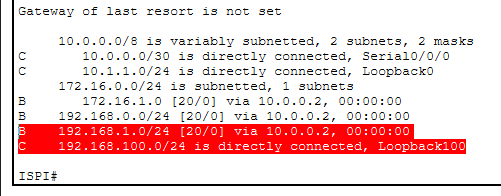 Gateway of last resort is not set
10.0.0.0/8 is variably subnetted, 2 subnets, 2 masks
C 10.0.0.0/30 is directly connected, Serial0/0/0
C 10.1.1.0/24 is directly connected, Loopback0
172.16.0.0/24 is subnetted, 1 subnets
B 172.16.1.0 [20/0] via 10.0.0.2, 00:00:00
B 192.168.0.0/24 [20/0] via 10.0.0.2, 00:00:00
B 192.168.1.0/24 [20/0] via 10.0.0.2, 00:00:00
C 192.168.100.0/24 is directly connected, Loopback100
ISPI#